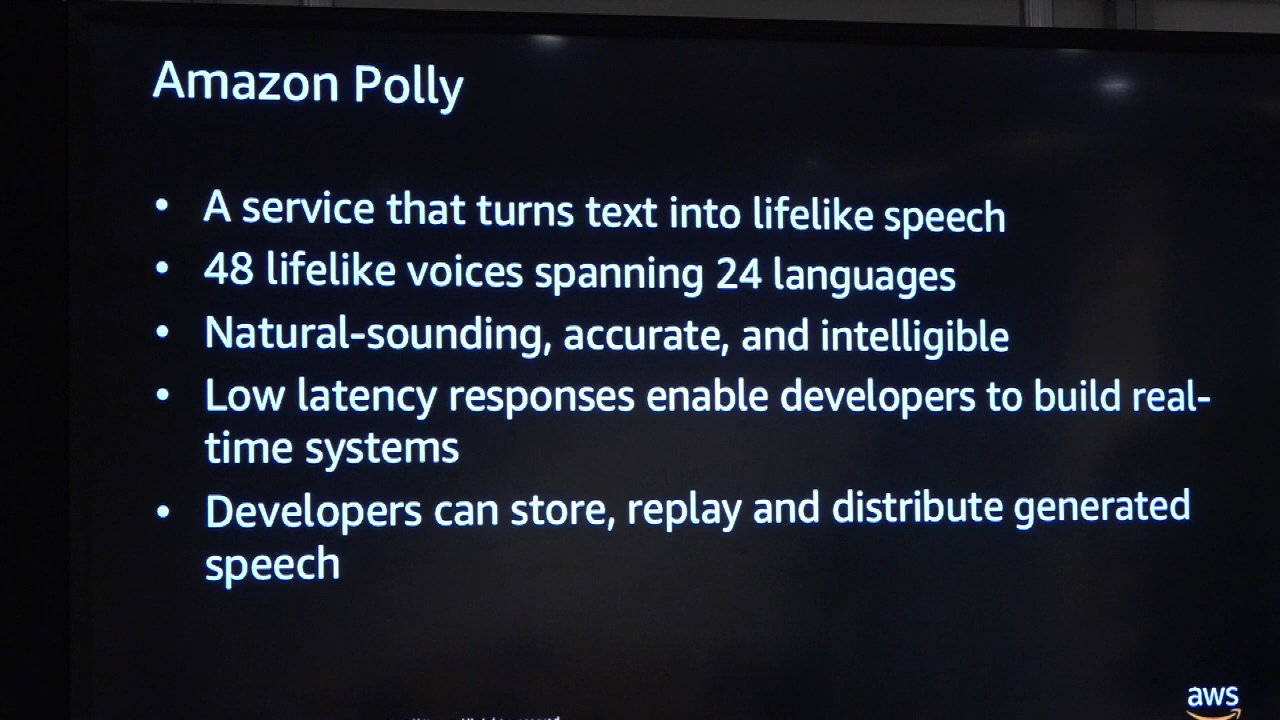 Amazon Polly
• A service that turns text into lifelike speech
• 48 lifelike voices spanning 24 languages
• Natural-sounding, accurate, and intelligible
• Low latency responses enable developers to build real-
time systems
• Developers can store, replay and distribute generated
speech
aws